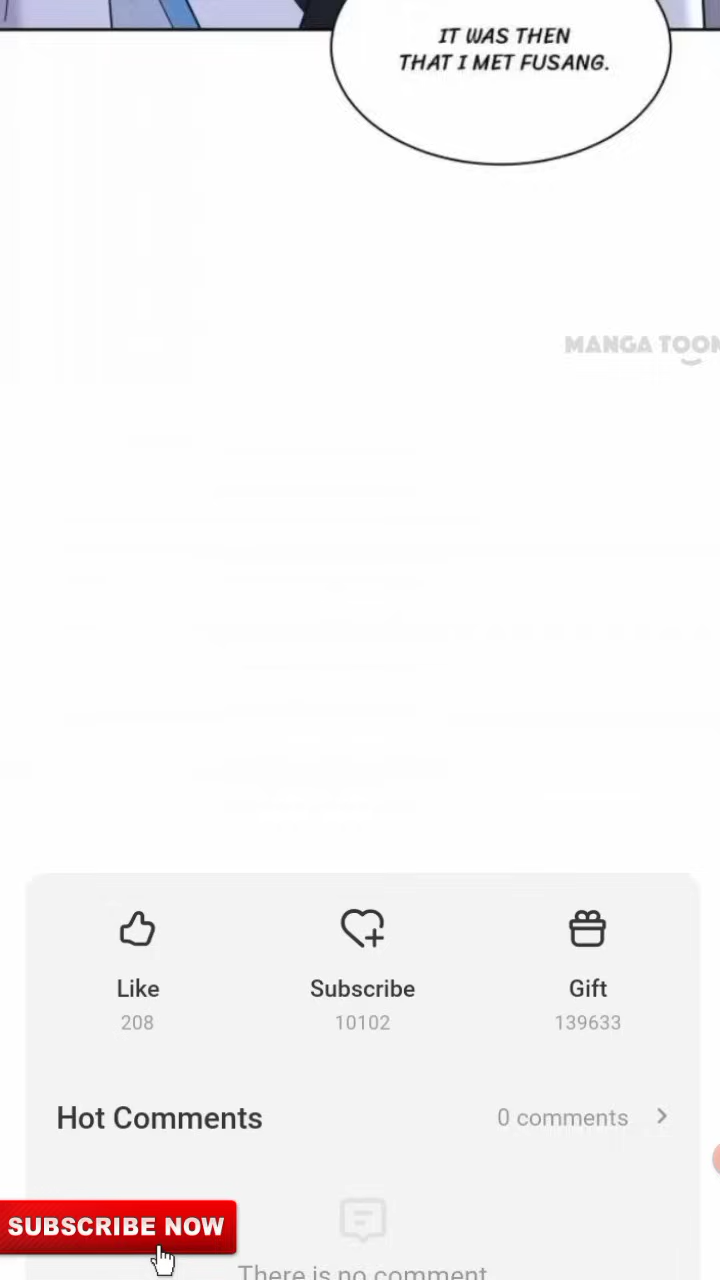 IT WAS THEN
THAT I MET FUSANG.
MANGA TOON
Like
Subscribe
Gift
208
10102
139633
Hot Comments
0 comments
SUBSCRIBE NOW
There is no comment